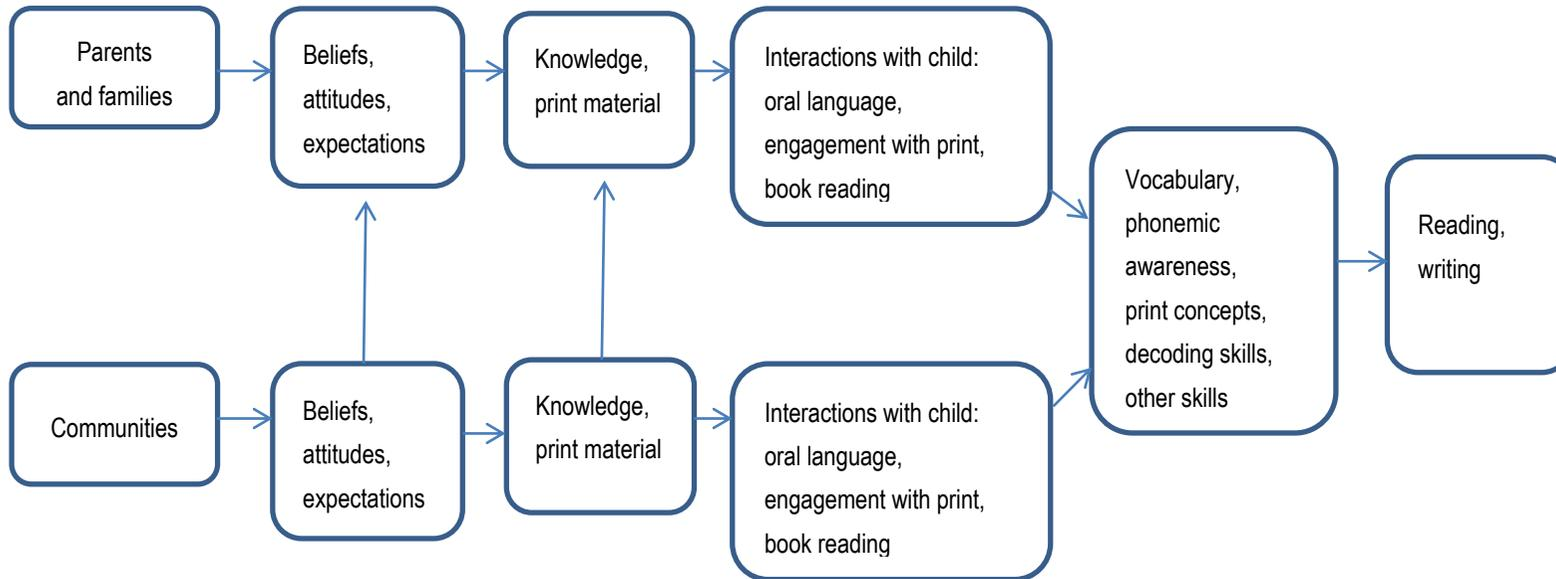 Parents
and families
Beliefs,
attitudes,
expectations
Knowledge,
print material
Interactions with child:
oral language,
engagement with print,
book reading
Communities
Beliefs,
attitudes,
expectations
Knowledge,
print material
Interactions with child:
oral language,
engagement with print,
book reading
Vocabulary,
phonemic
awareness,
print concepts,
decoding skills,
other skills
Reading,
writing